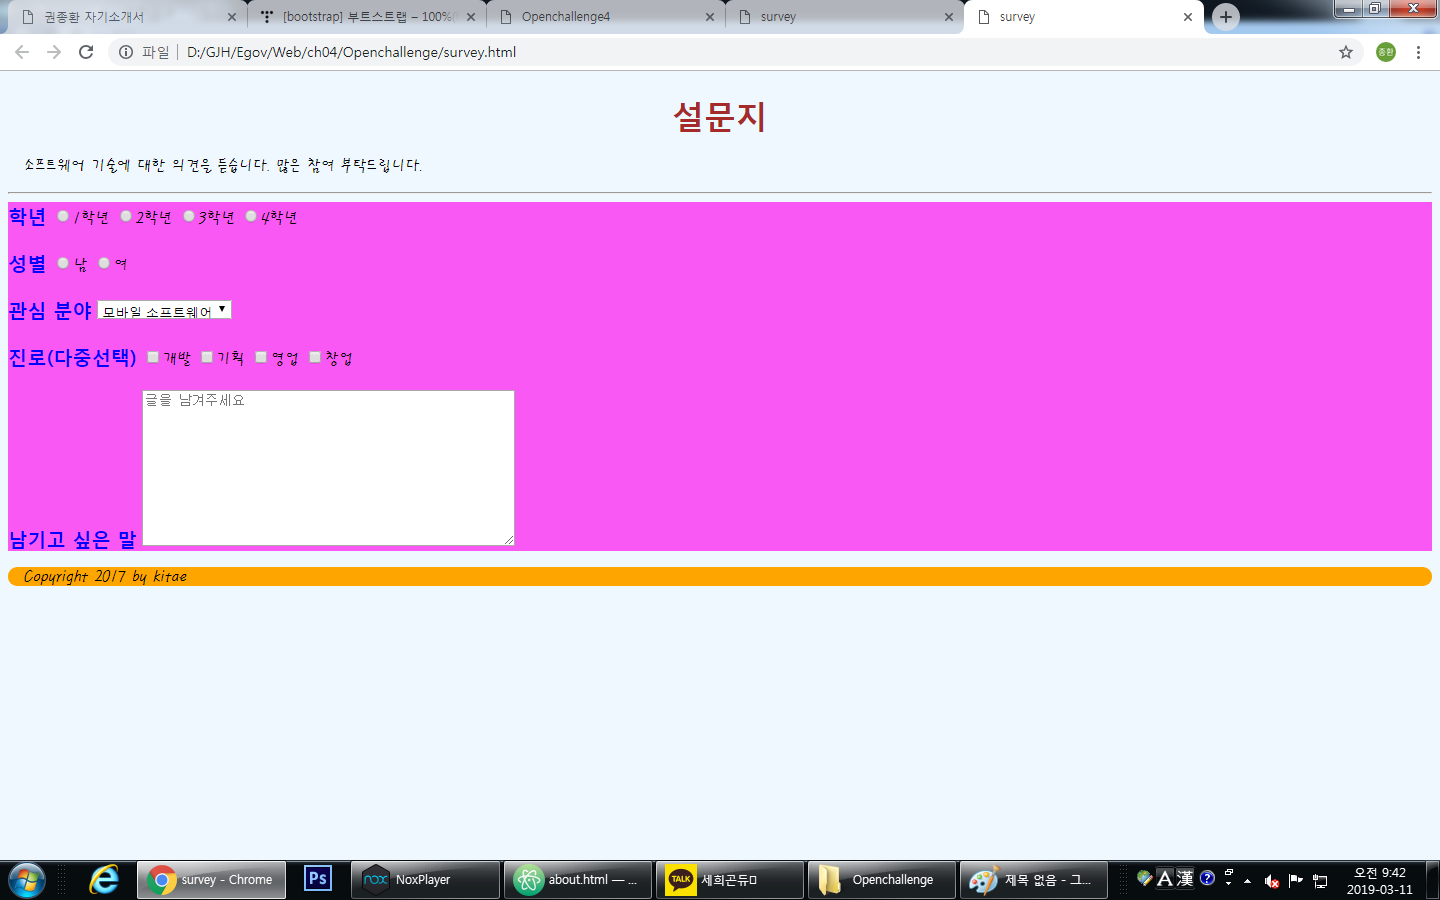 권종환 자기소개서
[bootstrap] 부트스트랩 – 100%(
Openchallenge4
survey
survey
파일
D:/GJH/Egov/Web/ch04/Openchallenge/survey.html
종환
설문지
소프트웨어 기술에 대한 의견을 듣습니다. 많은 참여 부탁드립니다.
학년 1학년 2학년 3학년 4학년
성별 남 여
관심 분야 모바일 소프트웨어
진로(다중선택) 개발 기획 영업 창업
글을 남겨주세요
남기고 싶은 말
Copyright 2017 by kitae
survey - Chrome
Ps
nox NoxPlayer
about.html — ...
TALK 세희곤듀
Openchallenge
제목 없음 - 그...
A 漢
오전 9:42
2019-03-11